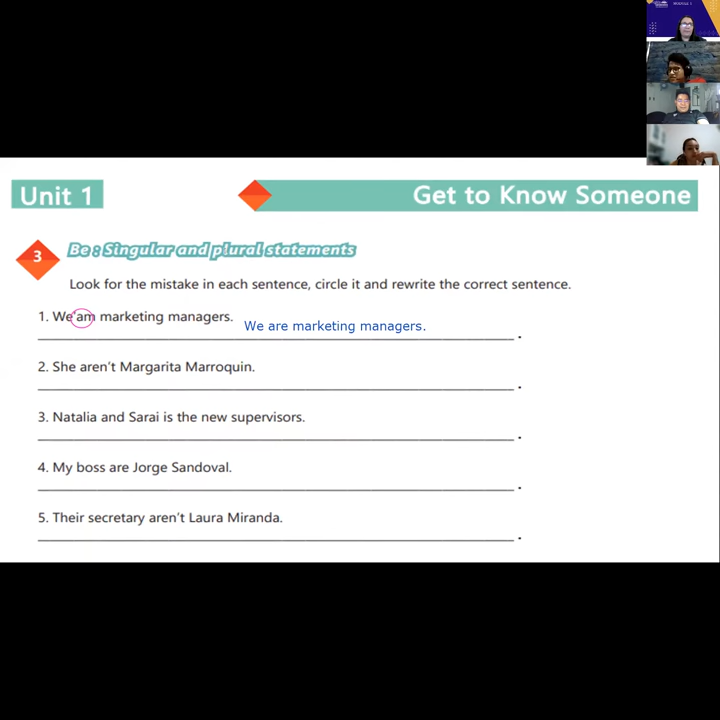 MODULE 1
Unit 1
Get to Know Someone
3
Be : Singular and plural statements
Look for the mistake in each sentence, circle it and rewrite the correct sentence.
1. We'am marketing managers.
We are marketing managers.
2. She aren't Margarita Marroquin.
3. Natalia and Sarai is the new supervisors.
4. My boss are Jorge Sandoval.
5. Their secretary aren't Laura Miranda.